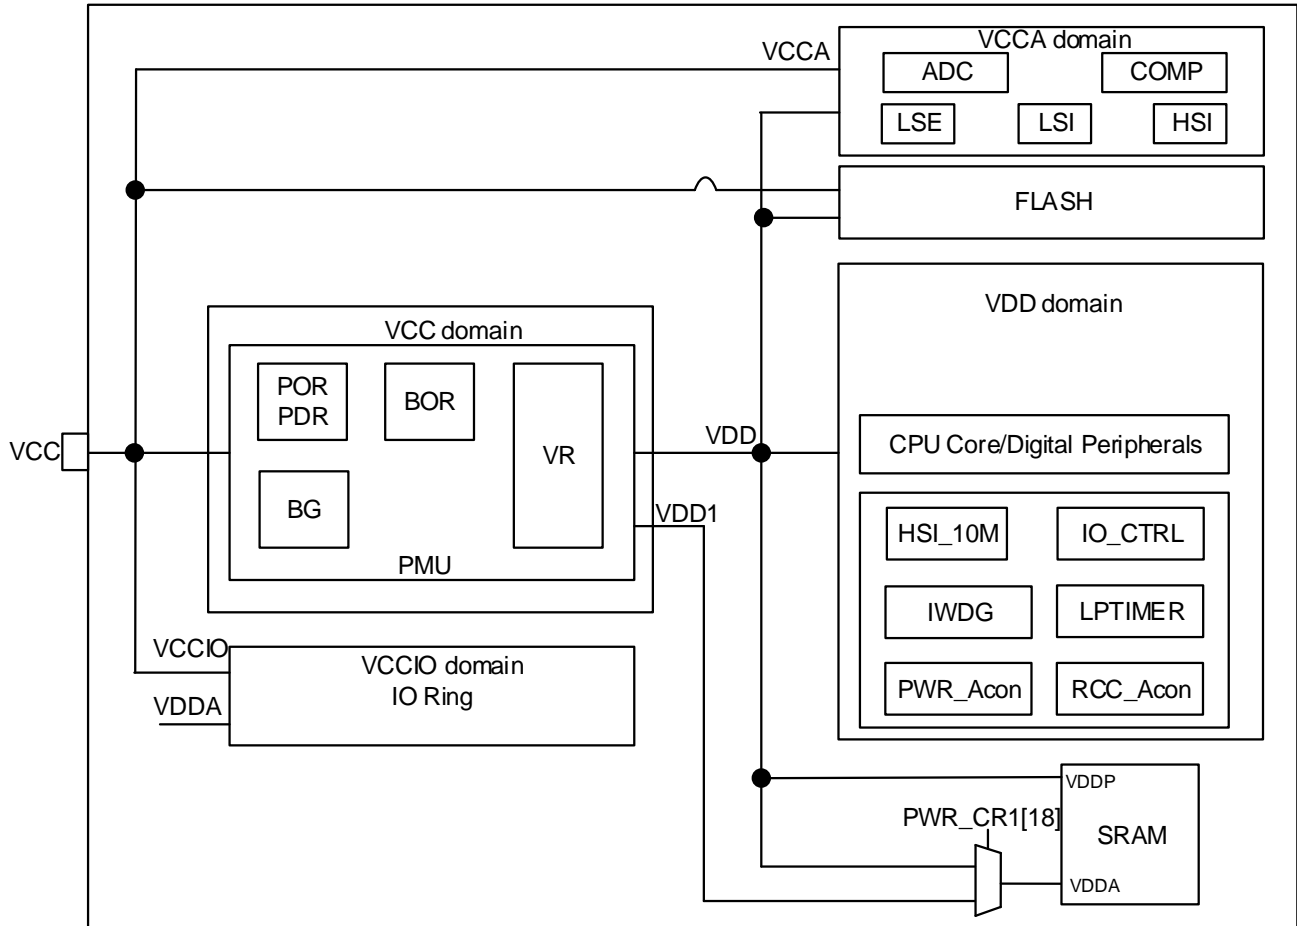 VCCA
VCCA domain
ADC
COMP
LSE
LSI
HSI
FLASH
VDD domain
VCC domain
POR
PDR
BOR
VR
BG
PMU
VCC
VDD
VDD1
CPU Core/Digital Peripherals
HSI_10M
IO_CTRL
IWDG
LPTIMER
PWR_Acon
RCC_Acon
VCCIO
VDDA
VCCIO domain
IO Ring
VDDP
PWR_CR1[18]
SRAM
VDDA